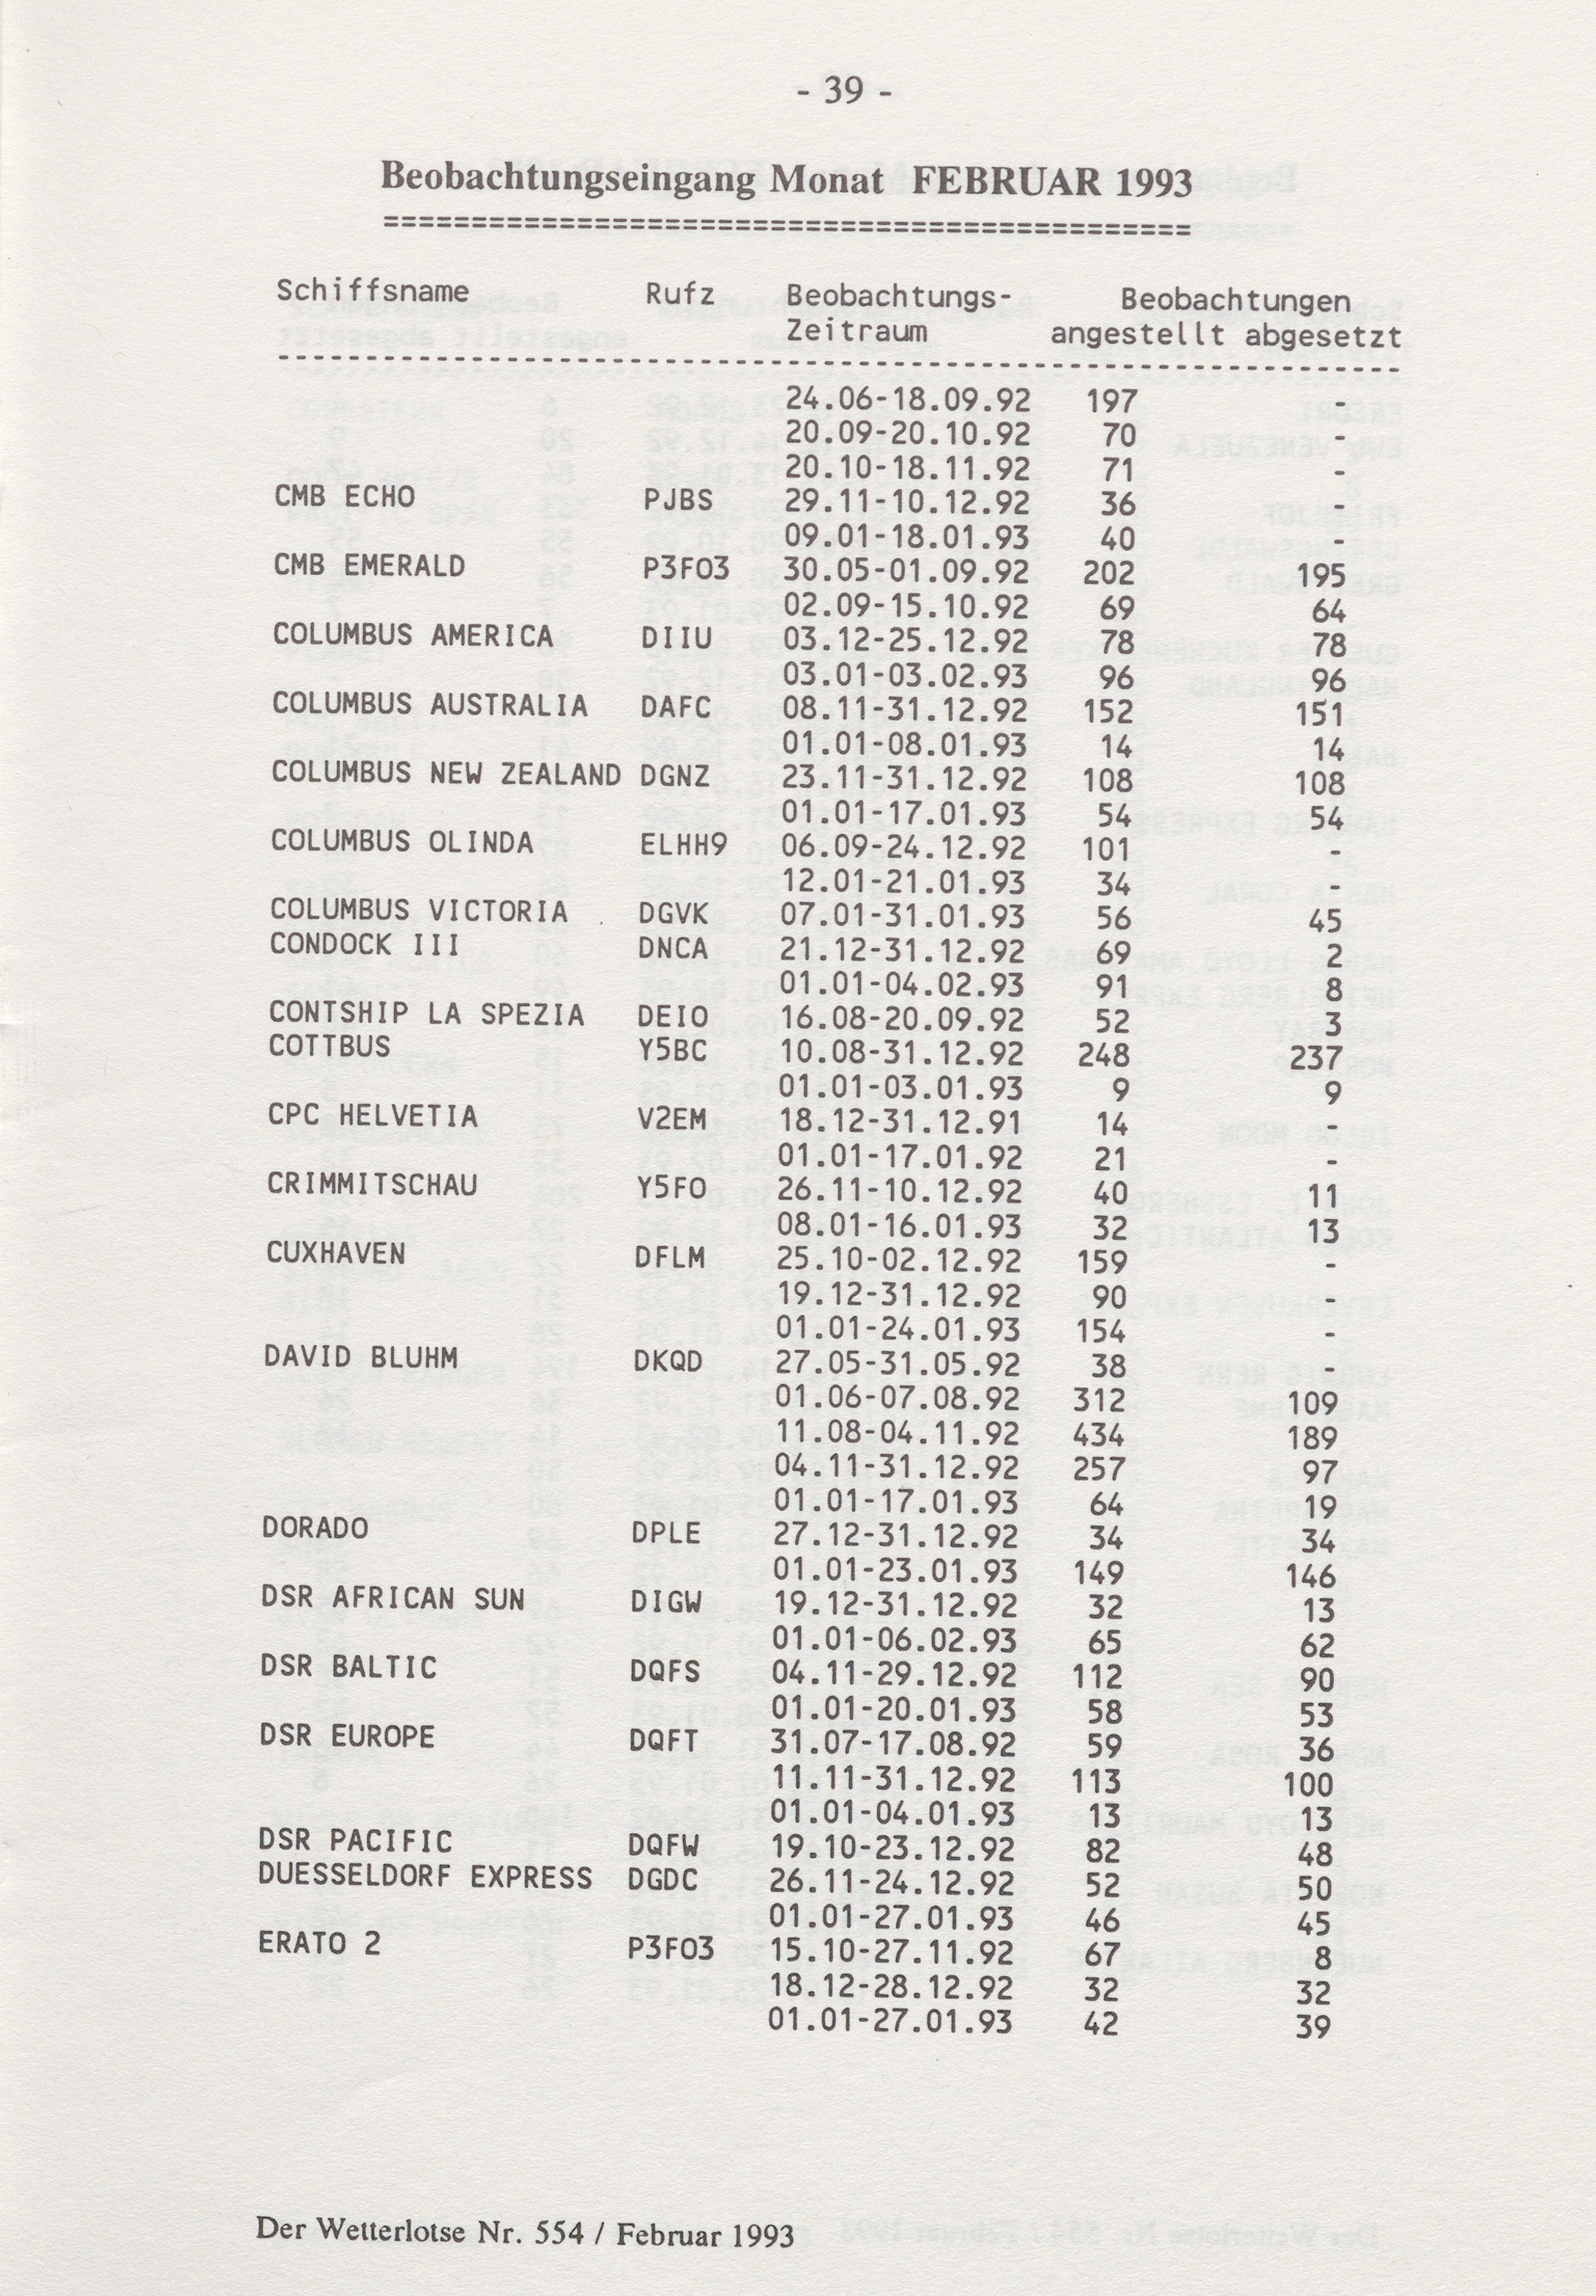 - 39 -
Beobachtungseingang Monat FEBRUAR 1993
==============================================
Schiffsname Rufz Beobachtungs- Beobachtungen
Zeitraum angestellt abgesetzt
----------------------------------------------------------------
24.06-18.09.92 197 -
20.09-20.10.92 70 -
20.10-18.11.92 71 -
CMB ECHO PJBS 29.11-10.12.92 36 -
09.01-18.01.93 40 -
CMB EMERALD P3FO3 30.05-01.09.92 202 195
02.09-15.10.92 69 64
COLUMBUS AMERICA DIIU 03.12-25.12.92 78 78
03.01-03.02.93 96 96
COLUMBUS AUSTRALIA DAFC 08.11-31.12.92 152 151
01.01-08.01.93 14 14
COLUMBUS NEW ZEALAND DGNZ 23.11-31.12.92 108 108
01.01-17.01.93 54 54
COLUMBUS OLINDA ELHH9 06.09-24.12.92 101 -
12.01-21.01.93 34 -
COLUMBUS VICTORIA DGVK 07.01-31.01.93 56 45
CONDOCK III DNCA 21.12-31.12.92 69 2
01.01-04.02.93 91 8
CONTSHIP LA SPEZIA DEIO 16.08-20.09.92 52 3
COTTBUS Y5BC 10.08-31.12.92 248 237
01.01-03.01.93 9 9
CPC HELVETIA V2EM 18.12-31.12.91 14 -
01.01-17.01.92 21 -
CRIMMITSCHAU Y5FO 26.11-10.12.92 40 11
08.01-16.01.93 32 13
CUXHAVEN DFLM 25.10-02.12.92 159 -
19.12-31.12.92 90 -
01.01-24.01.93 154 -
DAVID BLUHM DKQD 27.05-31.05.92 38 -
01.06-07.08.92 312 109
11.08-04.11.92 434 189
04.11-31.12.92 257 97
01.01-17.01.93 64 19
DORADO DPLE 27.12-31.12.92 34 34
01.01-23.01.93 149 146
DSR AFRICAN SUN DIGW 19.12-31.12.92 32 13
01.01-06.02.93 65 62
DSR BALTIC DQFS 04.11-29.12.92 112 90
01.01-20.01.93 58 53
DSR EUROPE DQFT 31.07-17.08.92 59 36
11.11-31.12.92 113 100
01.01-04.01.93 13 13
DSR PACIFIC DQFW 19.10-23.12.92 82 48
DUESSELDORF EXPRESS DGDC 26.11-24.12.92 52 50
01.01-27.01.93 46 45
ERATO 2 P3FO3 15.10-27.11.92 67 8
18.12-28.12.92 32 32
01.01-27.01.93 42 39
Der Wetterlotse Nr. 554 / Februar 1993